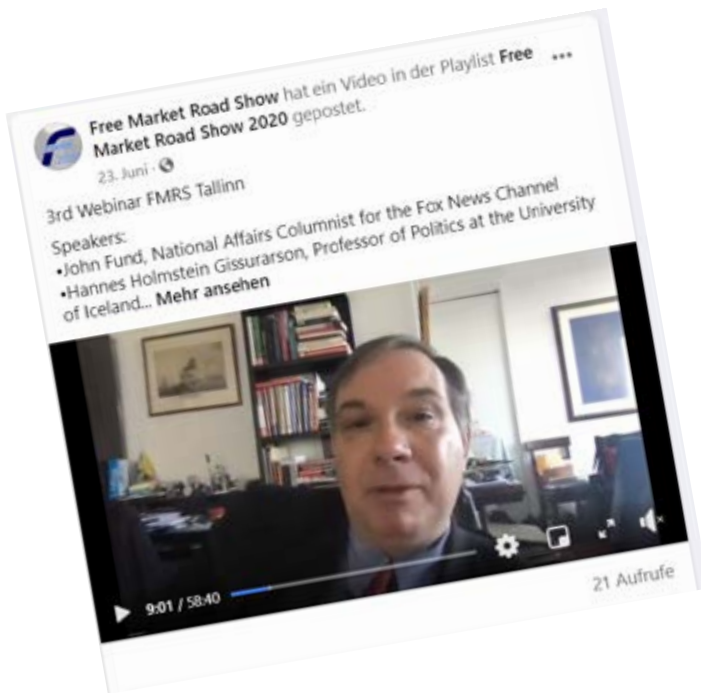 Free Market Road Show hat ein Video in der Playlist Free
Market Road Show 2020 gepostet.
23. Juni ·
3rd Webinar FMRS Tallinn
Speakers:
•John Fund, National Affairs Columnist for the Fox News Channel
•Hannes Holmstein Gissurarson, Professor of Politics at the University
of Iceland... Mehr ansehen
9:01 / 58:40
21 Aufrufe